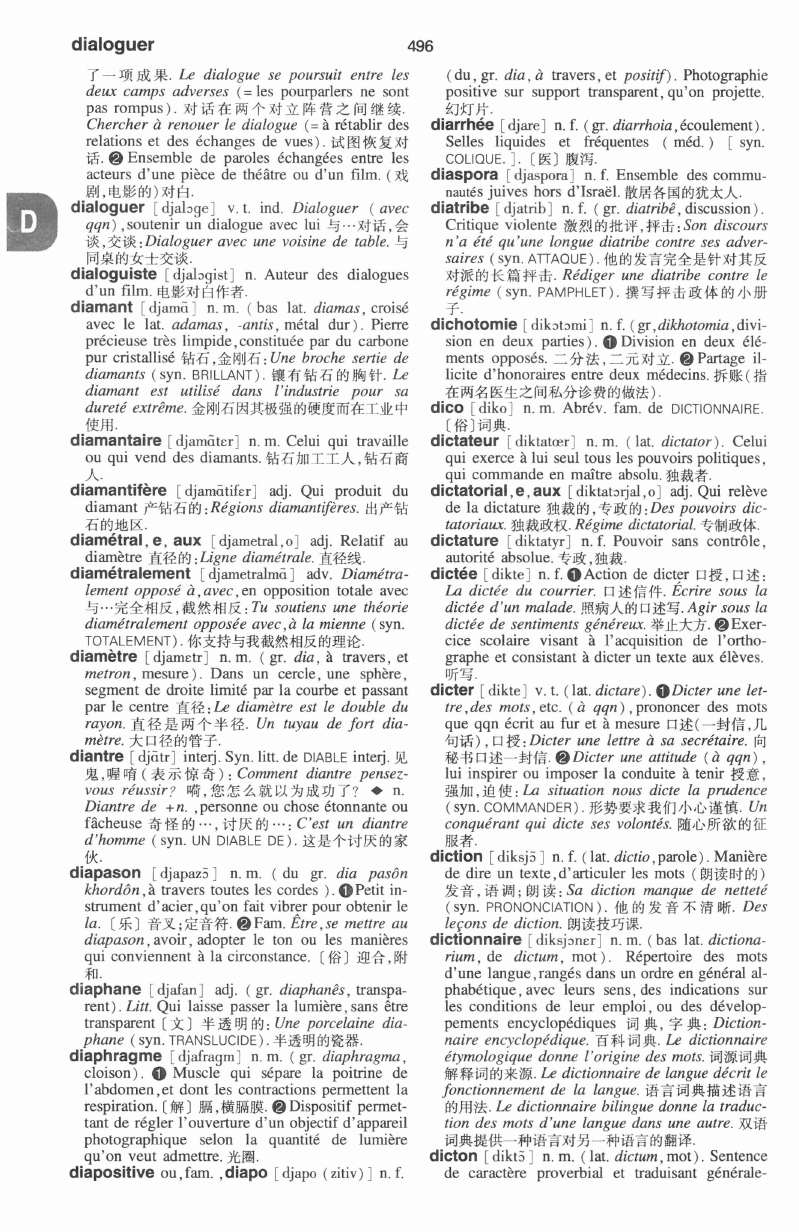 dialoguer
496
了一项成果. Le dialogue se poursuit entre les
deux camps adverses (= les pourparlers ne sont
pas rompus). 对话在两个对立阵营之间继续.
Chercher à renouer le dialogue (= à rétablir des
relations et des échanges de vues). 试图恢复对
话. ❷ Ensemble de paroles échangées entre les
acteurs d'une pièce de théâtre ou d'un film. (戏
剧,电影的)对白.
D
dialoguer [djalɔge] v. t. ind. Dialoguer (avec
qqn),soutenir un dialogue avec lui 与…对话,会
谈,交谈:Dialoguer avec une voisine de table. 与
同桌的女士交谈.
dialoguiste [djalɔgist] n. Auteur des dialogues
d'un film. 电影对白作者.
diamant [djamɑ̃] n. m. (bas lat. diamas, croisé
avec le lat. adamas, -antis, métal dur). Pierre
précieuse très limpide,constituée par du carbone
pur cristallisé 钻石,金刚石:Une broche sertie de
diamants (syn. BRILLANT). 镶有钻石的胸针. Le
diamant est utilisé dans l'industrie pour sa
dureté extrême. 金刚石因其极强的硬度而在工业中
使用.
diamantaire [djamɑ̃tɛr] n. m. Celui qui travaille
ou qui vend des diamants. 钻石加工工人,钻石商
人.
diamantifère [djamɑ̃tifɛr] adj. Qui produit du
diamant 产钻石的:Régions diamantifères. 出产钻
石的地区.
diamétral, e, aux [djametral,o] adj. Relatif au
diamètre 直径的:Ligne diamétrale. 直径线.
diamétralement [djametralmɑ̃] adv. Diamétra-
lement opposé à,avec,en opposition totale avec
与…完全相反,截然相反:Tu soutiens une théorie
diamétralement opposée avec,à la mienne (syn.
TOTALEMENT). 你支持与我截然相反的理论.
diamètre [djamɛtr] n. m. (gr. dia, à travers, et
metron, mesure). Dans un cercle, une sphère,
segment de droite limité par la courbe et passant
par le centre 直径:Le diamètre est le double du
rayon. 直径是两个半径. Un tuyau de fort dia-
mètre. 大口径的管子.
diantre [djɑ̃tr] interj. Syn. litt. de DIABLE interj. 见
鬼,喔唷(表示惊奇): Comment diantre pensez-
vous réussir? 嗬,您怎么就以为成功了? ◆ n.
Diantre de +n. ,personne ou chose étonnante ou
fâcheuse 奇怪的…,讨厌的…: C'est un diantre
d'homme (syn. UN DIABLE DE). 这是个讨厌的家
伙.
diapason [djapazɔ̃] n. m. (du gr. dia pasôn
khordôn,à travers toutes les cordes). ❶Petit in-
strument d'acier,qu'on fait vibrer pour obtenir le
la. 〔乐〕音叉;定音符. ❷Fam. Être,se mettre au
diapason,avoir, adopter le ton ou les manières
qui conviennent à la circonstance. 〔俗〕迎合,附
和.
diaphane [djafan] adj. (gr. diaphanês, transpa-
rent). Litt. Qui laisse passer la lumière,sans être
transparent〔文〕半透明的:Une porcelaine dia-
phane (syn. TRANSLUCIDE). 半透明的瓷器.
diaphragme [djafragm] n. m. (gr. diaphragma,
cloison). ❶ Muscle qui sépare la poitrine de
l'abdomen,et dont les contractions permettent la
respiration.〔解〕膈,横膈膜. ❷Dispositif permet-
tant de régler l'ouverture d'un objectif d'appareil
photographique selon la quantité de lumière
qu'on veut admettre. 光圈.
diapositive ou,fam. ,diapo [djapo (zitiv)] n. f.
(du, gr. dia, à travers, et positif). Photographie
positive sur support transparent, qu'on projette.
幻灯片.
diarrhée [djare] n. f. (gr. diarrhoia,écoulement).
Selles liquides et fréquentes (méd.) [syn.
COLIQUE.].〔医〕腹泻.
diaspora [djaspora] n. f. Ensemble des commu-
nautés juives hors d'Israël. 散居各国的犹太人.
diatribe [djatrib] n. f. (gr. diatribê,discussion).
Critique violente 激烈的批评,抨击:Son discours
n'a été qu'une longue diatribe contre ses adver-
saires (syn. ATTAQUE). 他的发言完全是针对其反
对派的长篇抨击. Rédiger une diatribe contre le
régime (syn. PAMPHLET). 撰写抨击政体的小册
子.
dichotomie [dikɔtɔmi] n. f. (gr,dikhotomia,divi-
sion en deux parties). ❶ Division en deux élé-
ments opposés. 二分法,二元对立. ❷ Partage il-
licite d'honoraires entre deux médecins. 拆账(指
在两名医生之间私分诊费的做法).
dico [diko] n. m. Abrév. fam. de DICTIONNAIRE.
〔俗〕词典.
dictateur [diktatœr] n. m. (lat. dictator). Celui
qui exerce à lui seul tous les pouvoirs politiques,
qui commande en maître absolu. 独裁者.
dictatorial,e,aux [diktatɔrjal,o] adj. Qui relève
de la dictature 独裁的,专政的:Des pouvoirs dic-
tatoriaux. 独裁政权. Régime dictatorial. 专制政体.
dictature [diktatyr] n. f. Pouvoir sans contrôle,
autorité absolue. 专政,独裁.
dictée [dikte] n. f. ❶Action de dicter 口授,口述:
La dictée du courrier. 口述信件. Écrire sous la
dictée d'un malade. 照病人的口述写. Agir sous la
dictée de sentiments généreux. 举止大方. ❷Exer-
cice scolaire visant à l'acquisition de l'ortho-
graphe et consistant à dicter un texte aux élèves.
听写.
dicter [dikte] v. t. (lat. dictare). ❶Dicter une let-
tre,des mots, etc. (à qqn), prononcer des mots
que qqn écrit au fur et à mesure 口述(一封信,几
句话),口授:Dicter une lettre à sa secrétaire. 向
秘书口述一封信. ❷Dicter une attitude (à qqn),
lui inspirer ou imposer la conduite à tenir 授意,
强加,迫使: La situation nous dicte la prudence
(syn. COMMANDER). 形势要求我们小心谨慎. Un
conquérant qui dicte ses volontés. 随心所欲的征
服者.
diction [diksjɔ̃] n. f. (lat. dictio,parole). Manière
de dire un texte,d'articuler les mots (朗读时的)
发音,语调;朗读: Sa diction manque de netteté
(syn. PRONONCIATION). 他的发音不清晰. Des
leçons de diction. 朗读技巧课.
dictionnaire [diksjɔnɛr] n. m. (bas lat. dictiona-
rium, de dictum, mot). Répertoire des mots
d'une langue,rangés dans un ordre en général al-
phabétique, avec leurs sens, des indications sur
les conditions de leur emploi, ou des dévelop-
pements encyclopédiques 词典,字典: Diction-
naire encyclopédique. 百科词典. Le dictionnaire
étymologique donne l'origine des mots. 词源词典
解释词的来源. Le dictionnaire de langue décrit le
fonctionnement de la langue. 语言词典描述语言
的用法. Le dictionnaire bilingue donne la traduc-
tion des mots d'une langue dans une autre. 双语
词典提供一种语言对另一种语言的翻译.
dicton [diktɔ̃] n. m. (lat. dictum,mot). Sentence
de caractère proverbial et traduisant générale-